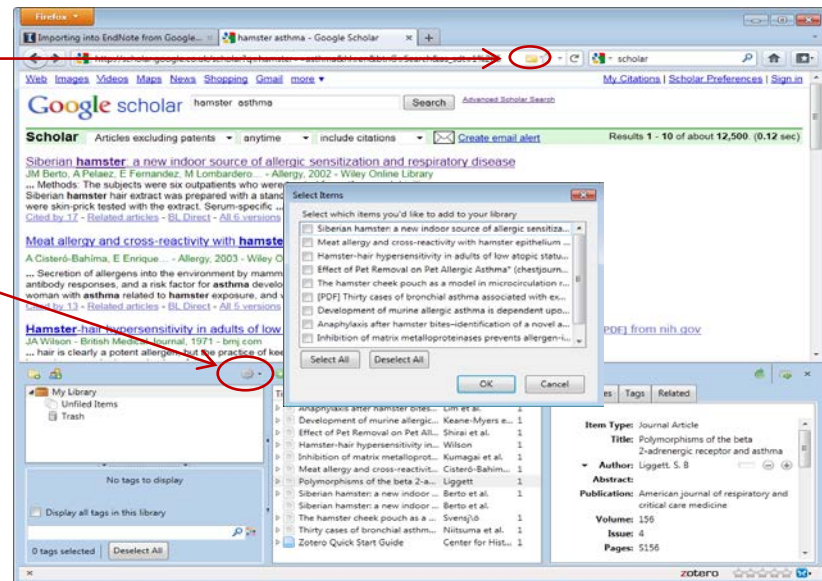 Firefox
Importing into EndNote from Google...
hamster asthma - Google Scholar
scholar
Web Images Videos Maps News Shopping Gmail more ▼
My Citations | Scholar Preferences | Sign in
Google scholar
hamster asthma
Search
Advanced Scholar Search
Scholar Articles excluding patents anytime include citations Create email alert
Results 1 - 10 of about 12,500. (0.12 sec)
Siberian hamster: a new indoor source of allergic sensitization and respiratory disease
JM Berto, A Pelaez, E Fernandez, M Lombardero... - Allergy, 2002 - Wiley Online Library
... Methods: The subjects were six outpatients who were
Siberian hamster hair extract was prepared with a stand
were skin-prick tested with the extract. Serum-specific ...
Cited by 17 - Related articles - BL Direct - All 6 versions
Meat allergy and cross-reactivity with hamste
A Cisteró-Bahima, E Enrique... - Allergy, 2003 - Wiley O
... Secretion of allergens into the environment by mamm
antibody responses, and a risk factor for asthma develo
woman with asthma related to hamster exposure, and v
Cited by 13 - Related articles - BL Direct - All 5 versions
Hamster-hair hypersensitivity in adults of low
JA Wilson - British Medical Journal, 1971 - bmj.com
... hair is clearly a potent allergen, but the practice of kee
[PDF] from nih.gov
Select Items
Select which items you'd like to add to your library
Siberian hamster: a new indoor source of allergic sensitiza...
Meat allergy and cross-reactivity with hamster epithelium ...
Hamster-hair hypersensitivity in adults of low atopic statu...
Effect of Pet Removal on Pet Allergic Asthma* (chestjourn...
The hamster cheek pouch as a model in microcirculation r...
[PDF] Thirty cases of bronchial asthma associated with ex...
Development of murine allergic asthma is dependent upo...
Anaphylaxis after hamster bites–identification of a novel a...
Inhibition of matrix metalloproteinases prevents allergen-i...
Select All
Deselect All
OK
Cancel
My Library
Unfiled Items
Trash
No tags to display
Display all tags in this library
0 tags selected
Deselect All
Anaphylaxis after hamster bites... Lim et al. 1
Development of murine allergic... Keane-Myers e... 1
Effect of Pet Removal on Pet All... Shirai et al. 1
Hamster-hair hypersensitivity in... Wilson 1
Inhibition of matrix metalloprot... Kumagai et al. 1
Meat allergy and cross-reactivit... Cisteró-Bahim... 1
Polymorphisms of the beta 2-a... Liggett 1
Siberian hamster: a new indoor ... Berto et al. 1
Siberian hamster: a new indoor ... Berto et al.
The hamster cheek pouch as a ... Svensjö 1
Thirty cases of bronchial asthm... Niitsuma et al. 1
Zotero Quick Start Guide Center for Hist... 1
Tags
Related
Item Type: Journal Article
Title: Polymorphisms of the beta
2-adrenergic receptor and asthma
Author: Liggett, S. B
Abstract:
Publication: American journal of respiratory and
critical care medicine
Volume: 156
Issue: 4
Pages: S156
zotero